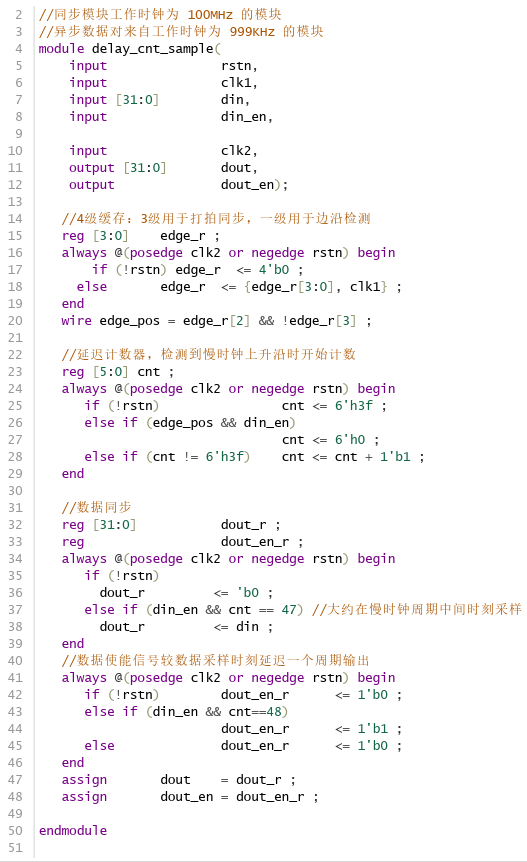 2 //同步模块工作时钟为 100MHz 的模块
3 //异步数据对来自工作时钟为 999KHz 的模块
4 module delay_cnt_sample(
5     input               rstn,
6     input               clk1,
7     input [31:0]        din,
8     input               din_en,
9
10     input               clk2,
11     output [31:0]       dout,
12     output              dout_en);
13
14    //4级缓存：3级用于打拍同步，一级用于边沿检测
15    reg [3:0]    edge_r ;
16    always @(posedge clk2 or negedge rstn) begin
17        if (!rstn) edge_r  <= 4'b0 ;
18      else       edge_r  <= {edge_r[3:0], clk1} ;
19    end
20    wire edge_pos = edge_r[2] && !edge_r[3] ;
21
22    //延迟计数器，检测到慢时钟上升沿时开始计数
23    reg [5:0] cnt ;
24    always @(posedge clk2 or negedge rstn) begin
25       if (!rstn)                cnt <= 6'h3f ;
26       else if (edge_pos && din_en)
27                                 cnt <= 6'h0 ;
28       else if (cnt != 6'h3f)    cnt <= cnt + 1'b1 ;
29    end
30
31    //数据同步
32    reg [31:0]           dout_r ;
33    reg                  dout_en_r ;
34    always @(posedge clk2 or negedge rstn) begin
35       if (!rstn)
36         dout_r         <= 'b0 ;
37       else if (din_en && cnt == 47) //大约在慢时钟周期中间时刻采样
38         dout_r         <= din ;
39    end
40    //数据使能信号较数据采样时刻延迟一个周期输出
41    always @(posedge clk2 or negedge rstn) begin
42       if (!rstn)        dout_en_r      <= 1'b0 ;
43       else if (din_en && cnt==48)
44                         dout_en_r      <= 1'b1 ;
45       else              dout_en_r      <= 1'b0 ;
46    end
47    assign       dout    = dout_r ;
48    assign       dout_en = dout_en_r ;
49
50 endmodule
51